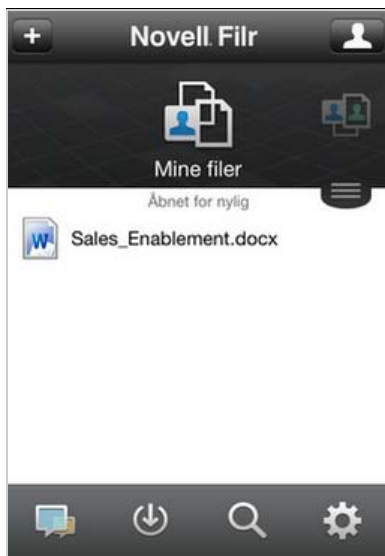 Novell Filr
Mine filer
Åbnet for nylig
Sales_Enablement.docx